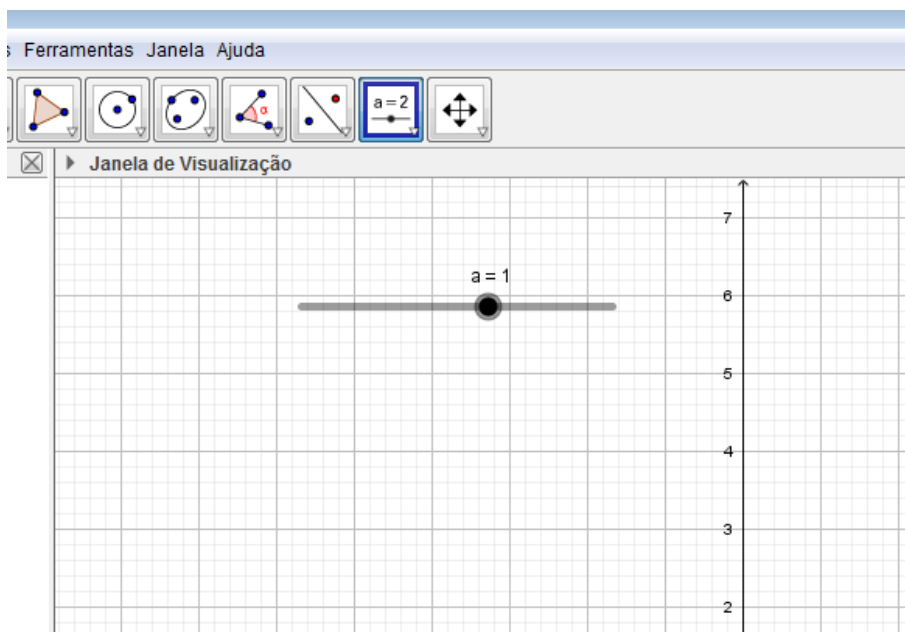 s Ferramentas Janela Ajuda
α
a = 2
Janela de Visualização
a = 1
7
6
5
4
3
2